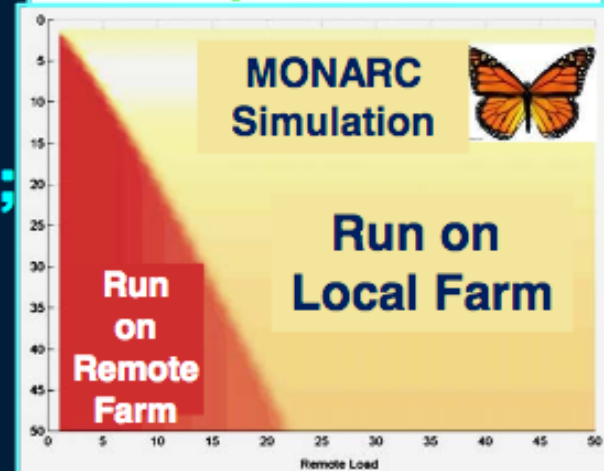 MONARC
Simulation
Run on
Local Farm
Run
on
Remote
Farm
0
5
10
15
20
25
30
35
40
45
50
0 5 10 15 20 25 30 35 40 45 50
Remote Load
;